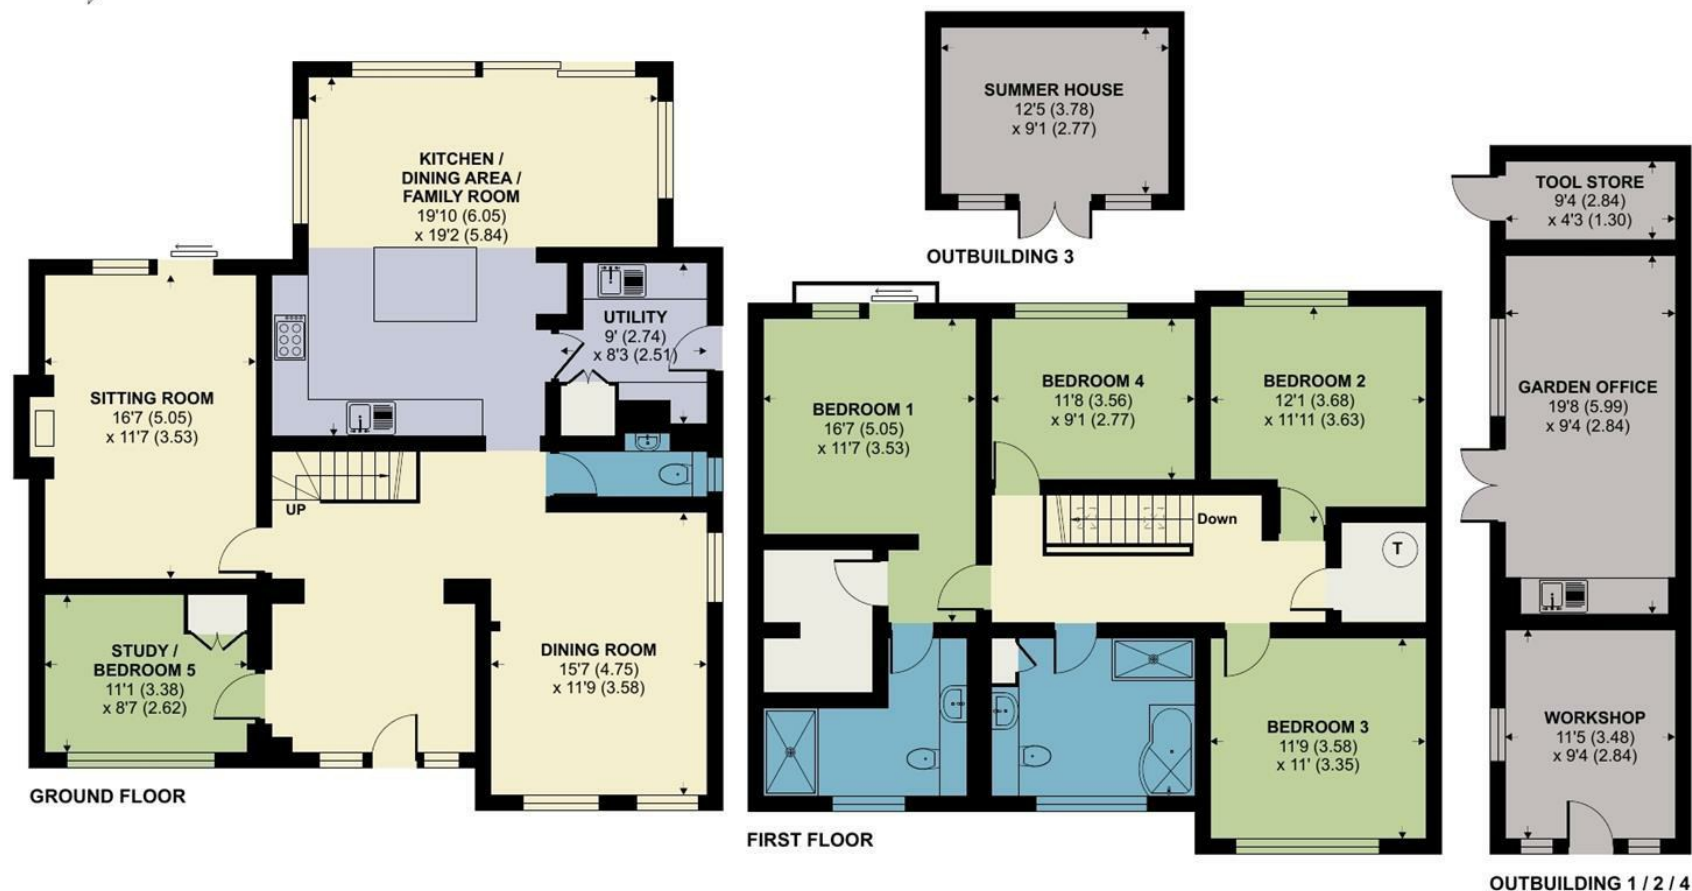 KITCHEN /
DINING AREA /
FAMILY ROOM
19'10 (6.05)
x 19'2 (5.84)
UTILITY
9' (2.74)
x 8'3 (2.51)
SITTING ROOM
16'7 (5.05)
x 11'7 (3.53)
UP
STUDY /
BEDROOM 5
11'1 (3.38)
x 8'7 (2.62)
DINING ROOM
15'7 (4.75)
x 11'9 (3.58)
GROUND FLOOR
SUMMER HOUSE
12'5 (3.78)
x 9'1 (2.77)
OUTBUILDING 3
BEDROOM 1
16'7 (5.05)
x 11'7 (3.53)
BEDROOM 4
11'8 (3.56)
x 9'1 (2.77)
BEDROOM 2
12'1 (3.68)
x 11'11 (3.63)
Down
T
BEDROOM 3
11'9 (3.58)
x 11' (3.35)
FIRST FLOOR
TOOL STORE
9'4 (2.84)
x 4'3 (1.30)
GARDEN OFFICE
19'8 (5.99)
x 9'4 (2.84)
WORKSHOP
11'5 (3.48)
x 9'4 (2.84)
OUTBUILDING 1 / 2 / 4